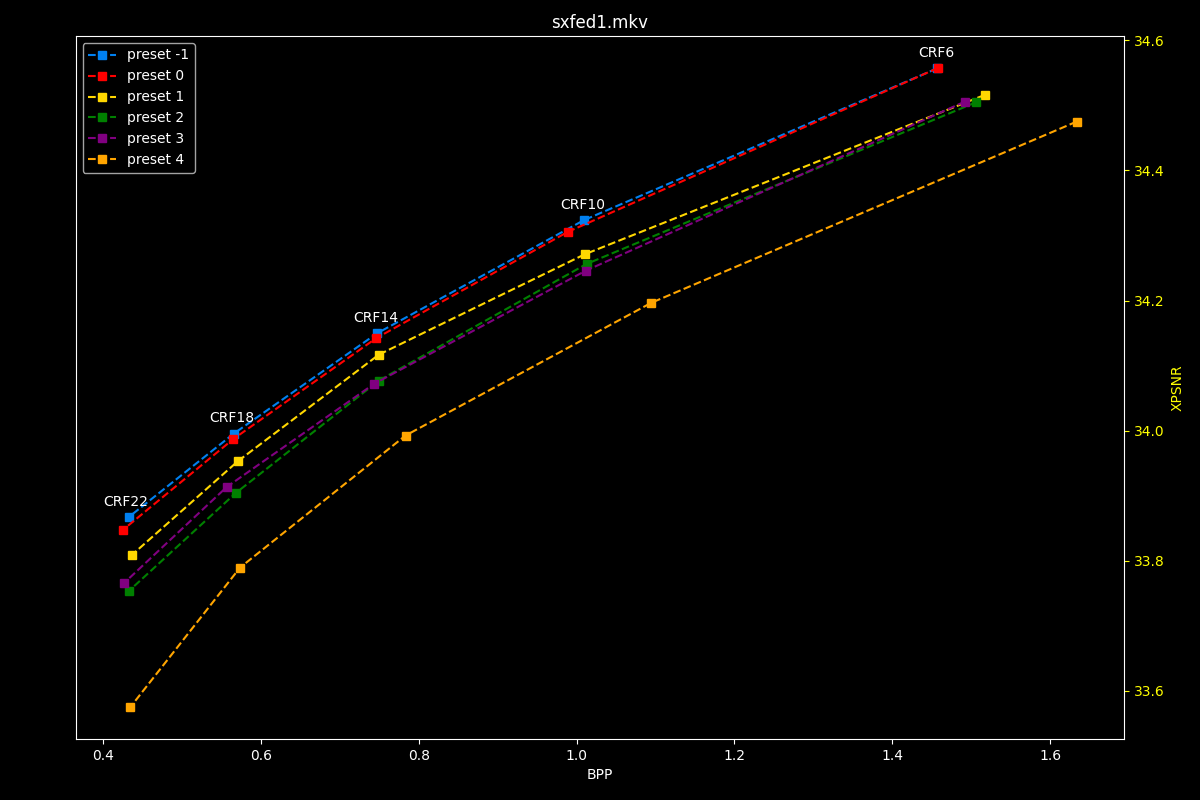 sxfed1.mkv
preset -1
preset 0
preset 1
preset 2
preset 3
preset 4
CRF6
CRF10
CRF14
CRF18
CRF22
34.6
34.4
34.2
34.0
33.8
33.6
XPSNR
0.4 0.6 0.8 1.0 1.2 1.4 1.6
BPP